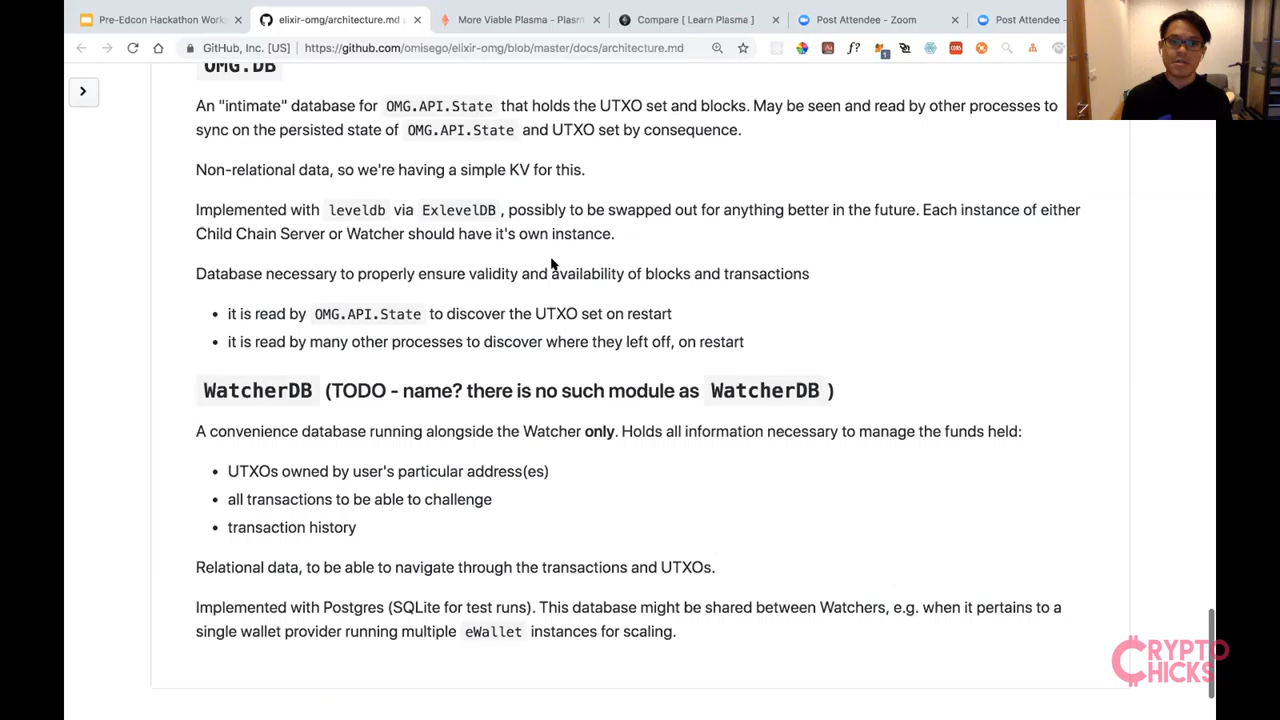 Pre-Edcon Hackathon Work
elixir-omg/architecture.md
More Viable Plasma - Plasm
Compare [ Learn Plasma ]
Post Attendee - Zoom
Post Attendee -
GitHub, Inc. [US]
https://github.com/omisego/elixir-omg/blob/master/docs/architecture.md
OMG.DB
An "intimate" database for OMG.API.State that holds the UTXO set and blocks. May be seen and read by other processes to
sync on the persisted state of OMG.API.State and UTXO set by consequence.
Non-relational data, so we're having a simple KV for this.
Implemented with leveldb via ExlevelDB , possibly to be swapped out for anything better in the future. Each instance of either
Child Chain Server or Watcher should have it's own instance.
Database necessary to properly ensure validity and availability of blocks and transactions
• it is read by OMG.API.State to discover the UTXO set on restart
• it is read by many other processes to discover where they left off, on restart
WatcherDB (TODO - name? there is no such module as WatcherDB )
A convenience database running alongside the Watcher only. Holds all information necessary to manage the funds held:
• UTXOs owned by user's particular address(es)
• all transactions to be able to challenge
• transaction history
Relational data, to be able to navigate through the transactions and UTXOs.
Implemented with Postgres (SQLite for test runs). This database might be shared between Watchers, e.g. when it pertains to a
single wallet provider running multiple eWallet instances for scaling.
CRYPTO
CHICKS